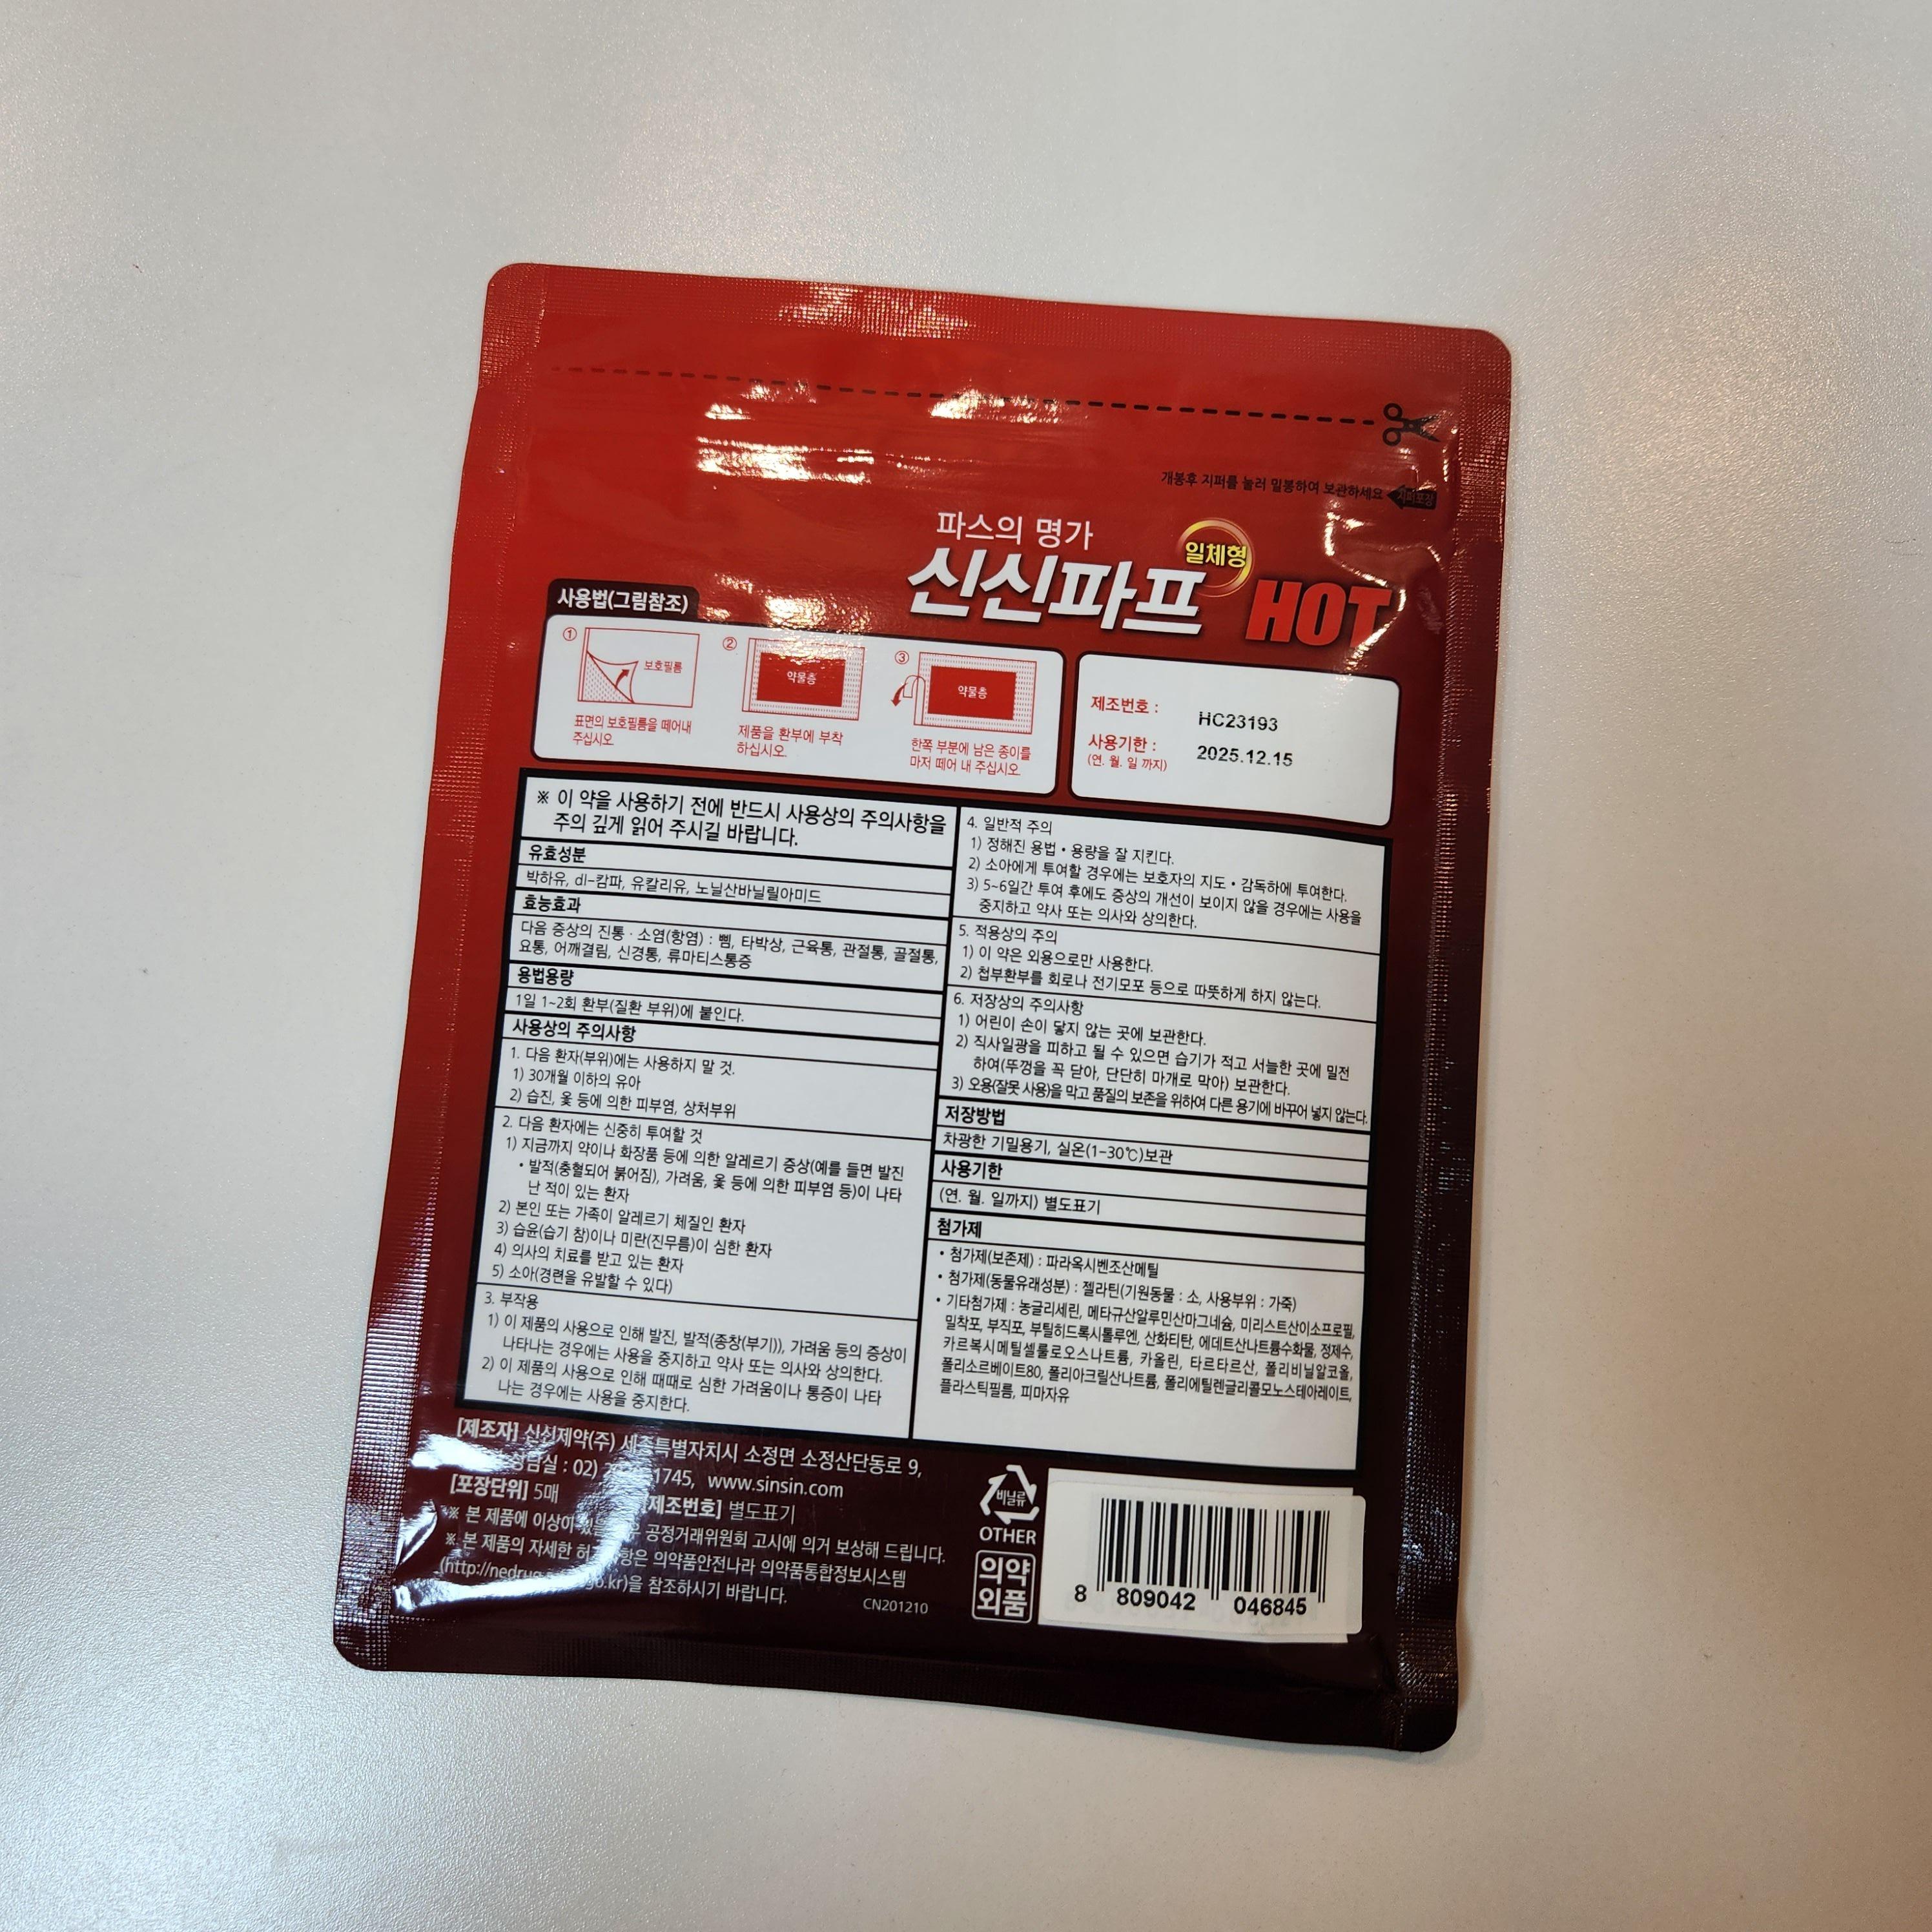 개봉후 지퍼를 눌러 밀봉하여 보관하세요 지퍼포장
파스의 명가
신신파프 일체형 HOT
사용법(그림참조)
① 보호필름
표면의 보호필름을 떼어내
주십시오.
② 약물층
제품을 환부에 부착
하십시오.
③ 약물층
한쪽 부분에 남은 종이를
마저 떼어 내 주십시오.
제조번호 : HC23193
사용기한 : 2025.12.15
(연. 월. 일 까지)
※ 이 약을 사용하기 전에 반드시 사용상의 주의사항을
주의 깊게 읽어 주시길 바랍니다.
유효성분
박하유, dl-캄파, 유칼리유, 노닐산바닐릴아미드
효능효과
다음 증상의 진통 · 소염(항염) : 삠, 타박상, 근육통, 관절통, 골절통,
요통, 어깨결림, 신경통, 류마티스통증
용법용량
1일 1~2회 환부(질환 부위)에 붙인다.
사용상의 주의사항
1. 다음 환자(부위)에는 사용하지 말 것.
1) 30개월 이하의 유아
2) 습진, 옻 등에 의한 피부염, 상처부위
2. 다음 환자에는 신중히 투여할 것
1) 지금까지 약이나 화장품 등에 의한 알레르기 증상(예를 들면 발진
• 발적(충혈되어 붉어짐), 가려움, 옻 등에 의한 피부염 등)이 나타
난 적이 있는 환자
2) 본인 또는 가족이 알레르기 체질인 환자
3) 습윤(습기 참)이나 미란(진무름)이 심한 환자
4) 의사의 치료를 받고 있는 환자
5) 소아(경련을 유발할 수 있다)
3. 부작용
1) 이 제품의 사용으로 인해 발진, 발적(종창(부기)), 가려움 등의 증상이
나타나는 경우에는 사용을 중지하고 약사 또는 의사와 상의한다.
2) 이 제품의 사용으로 인해 때때로 심한 가려움이나 통증이 나타
나는 경우에는 사용을 중지한다.
4. 일반적 주의
1) 정해진 용법 • 용량을 잘 지킨다.
2) 소아에게 투여할 경우에는 보호자의 지도 • 감독하에 투여한다.
3) 5~6일간 투여 후에도 증상의 개선이 보이지 않을 경우에는 사용을
중지하고 약사 또는 의사와 상의한다.
5. 적용상의 주의
1) 이 약은 외용으로만 사용한다.
2) 첩부환부를 회로나 전기모포 등으로 따뜻하게 하지 않는다.
6. 저장상의 주의사항
1) 어린이 손이 닿지 않는 곳에 보관한다.
2) 직사일광을 피하고 될 수 있으면 습기가 적고 서늘한 곳에 밀전
하여(뚜껑을 꼭 닫아, 단단히 마개로 막아) 보관한다.
3) 오용(잘못 사용)을 막고 품질의 보존을 위하여 다른 용기에 바꾸어 넣지 않는다.
저장방법
차광한 기밀용기, 실온(1-30℃)보관
사용기한
(연. 월. 일까지) 별도표기
첨가제
• 첨가제(보존제) : 파라옥시벤조산메틸
• 첨가제(동물유래성분) : 젤라틴(기원동물 : 소, 사용부위 : 가죽)
• 기타첨가제 : 농글리세린, 메타규산알루민산마그네슘, 미리스트산이소프로필,
밀착포, 부직포, 부틸히드록시톨루엔, 산화티탄, 에데트산나트륨수화물, 정제수,
카르복시메틸셀룰로오스나트륨, 카올린, 타르타르산, 폴리비닐알코올,
폴리소르베이트80, 폴리아크릴산나트륨, 폴리에틸렌글리콜모노스테아레이트,
플라스틱필름, 피마자유
[제조자] 신신제약(주) 세종특별자치시 소정면 소정산단동로 9,
상담실 : 02) 1745, www.sinsin.com
[포장단위] 5매 [제조번호] 별도표기
※ 본 제품에 이상이 공정거래위원회 고시에 의거 보상해 드립니다.
※ 본 제품의 자세한 의약품안전나라 의약품통합정보시스템
(http://nedrug go.kr)을 참조하시기 바랍니다.
CN201210
비닐류
OTHER
의약
외품
8 809042 046845